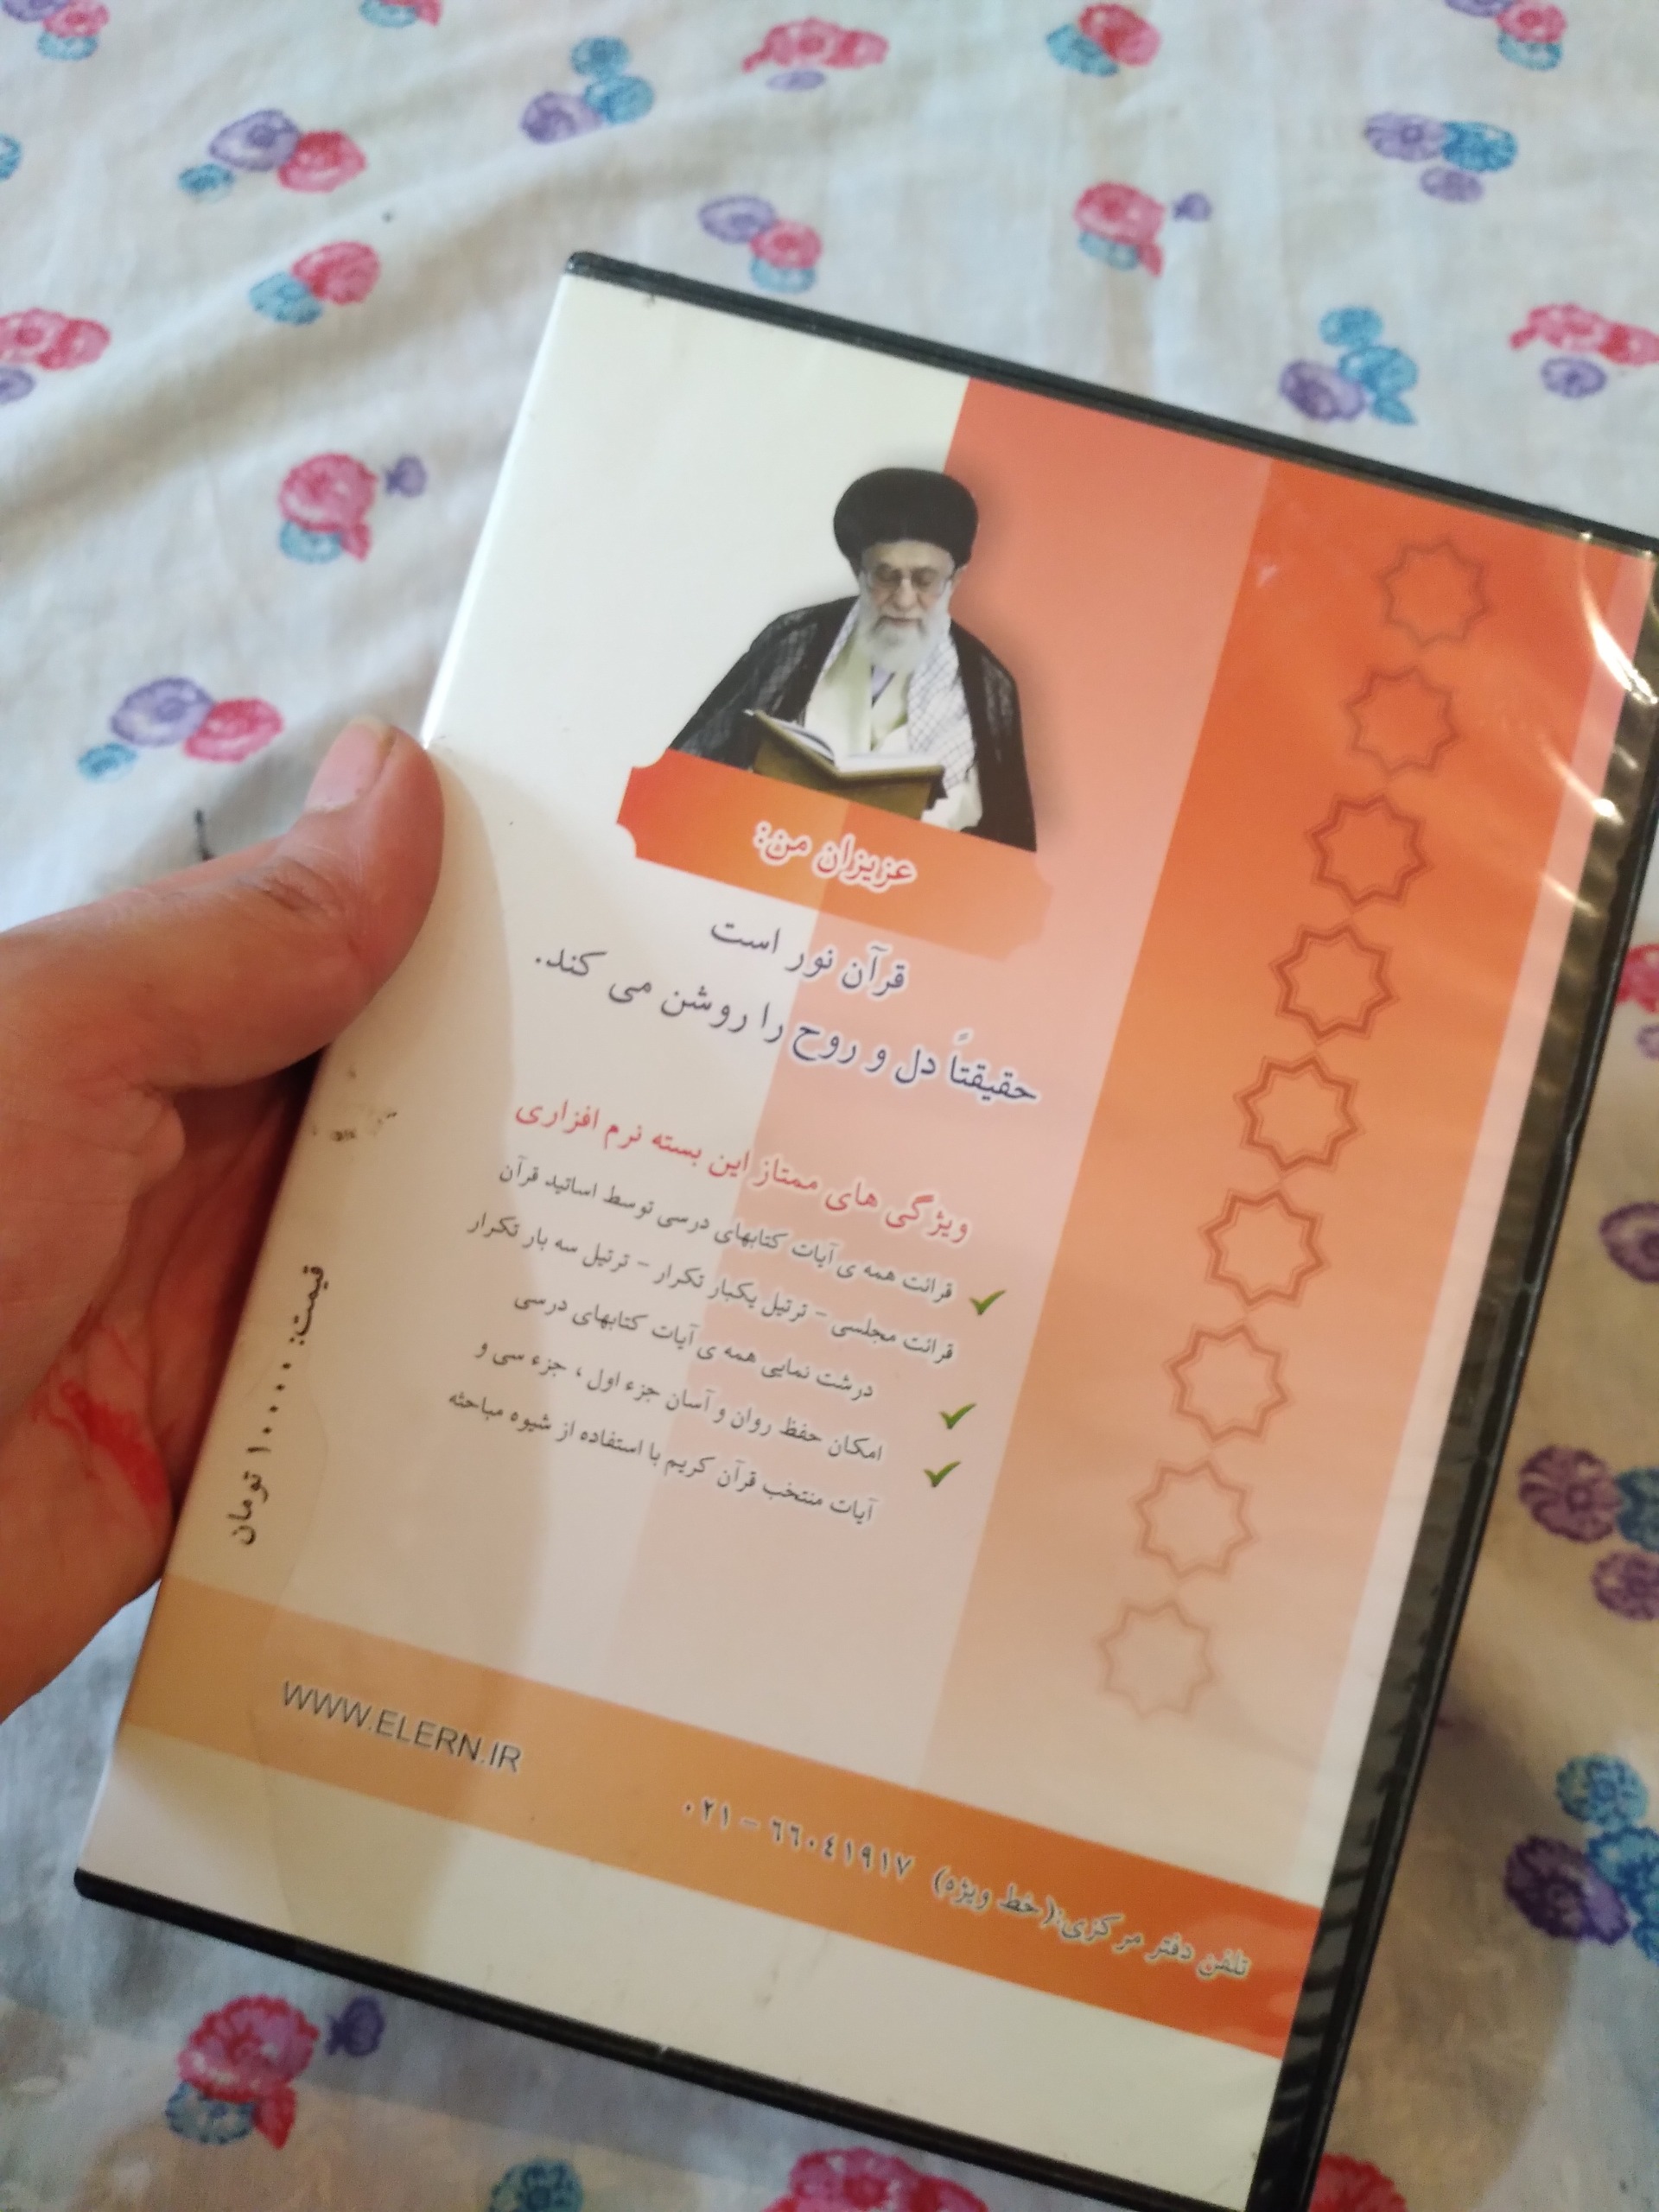 عزیزان من:
قرآن نور است
حقیقتاً دل و روح را روشن می کند.
ویژگی های ممتاز این بسته نرم افزاری
قرائت همه ی آیات کتابهای درسی توسط اساتید قرآن
قرائت مجلسی - ترتیل یکبار تکرار - ترتیل سه بار تکرار
درشت نمایی همه ی آیات کتابهای درسی
امکان حفظ روان و آسان جزء اول ، جزء سی و
آیات منتخب قرآن کریم با استفاده از شیوه مباحثه
قیمت: ۱۰۰۰۰ تومان
تلفن دفتر مرکزی:(خط ویژه) ۶۶۰۴۱۹۱۷ - ۰۲۱
WWW.ELERN.IR